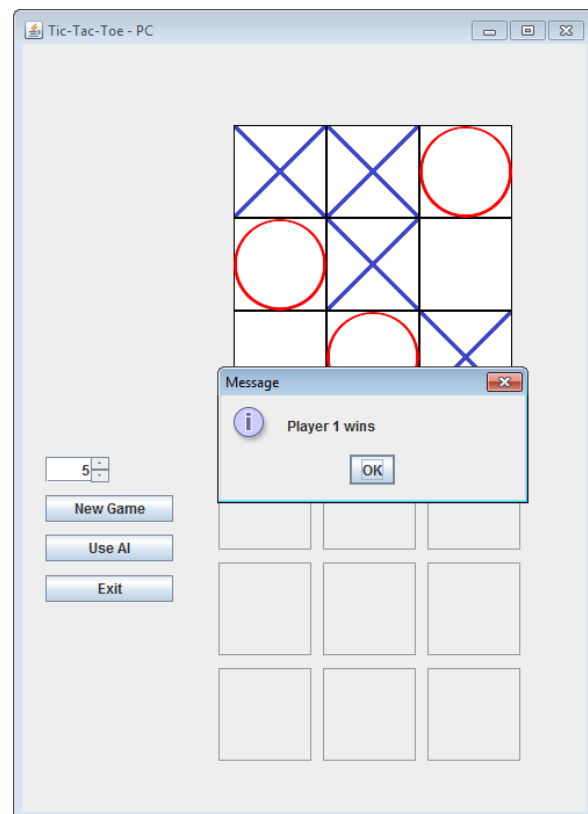 Tic-Tac-Toe - PC
Message
Player 1 wins
OK
5
New Game
Use AI
Exit